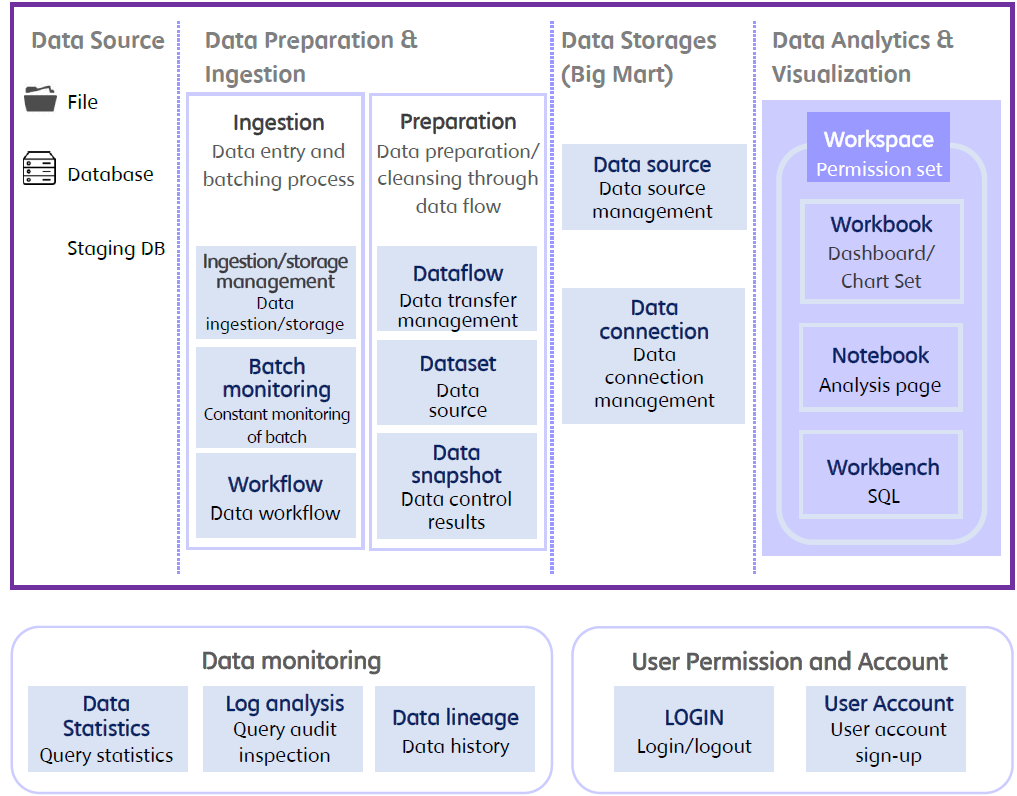 Data Source
File
Database
Staging DB
Data Preparation &
Ingestion
Ingestion
Data entry and
batching process
Ingestion/storage
management
Data
ingestion/storage
Batch
monitoring
Constant monitoring
of batch
Workflow
Data workflow
Preparation
Data preparation/
cleansing through
data flow
Dataflow
Data transfer
management
Dataset
Data
source
Data
snapshot
Data control
results
Data Storages
(Big Mart)
Data source
Data source
management
Data
connection
Data
connection
management
Data Analytics &
Visualization
Workspace
Permission set
Workbook
Dashboard/
Chart Set
Notebook
Analysis page
Workbench
SQL
Data monitoring
Data
Statistics
Query statistics
Log analysis
Query audit
inspection
Data lineage
Data history
User Permission and Account
LOGIN
Login/logout
User Account
User account
sign-up